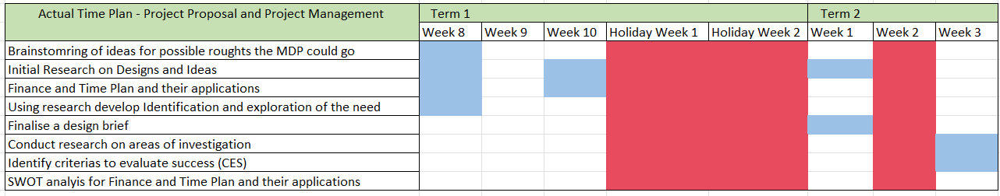 Actual Time Plan - Project Proposal and Project Management
Term 1
Term 2
Week 8
Week 9
Week 10
Holiday Week 1
Holiday Week 2
Week 1
Week 2
Week 3
Brainstomring of ideas for possible roughts the MDP could go
Initial Research on Designs and Ideas
Finance and Time Plan and their applications
Using research develop Identification and exploration of the need
Finalise a design brief
Conduct research on areas of investigation
Identify criterias to evaluate success (CES)
SWOT analyis for Finance and Time Plan and their applications